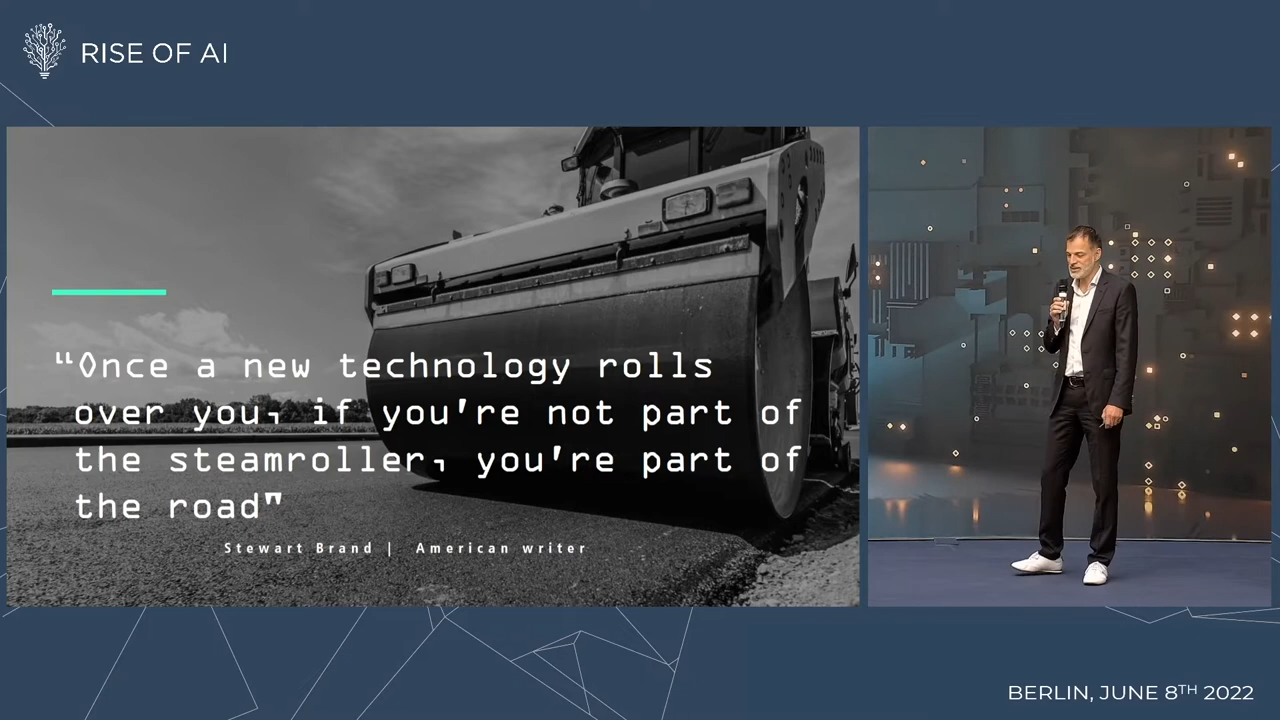 RISE OF AI
“Once a new technology rolls
over you, if you're not part of
the steamroller, you're part of
the road"
Stewart Brand | American writer
BERLIN, JUNE 8TH 2022